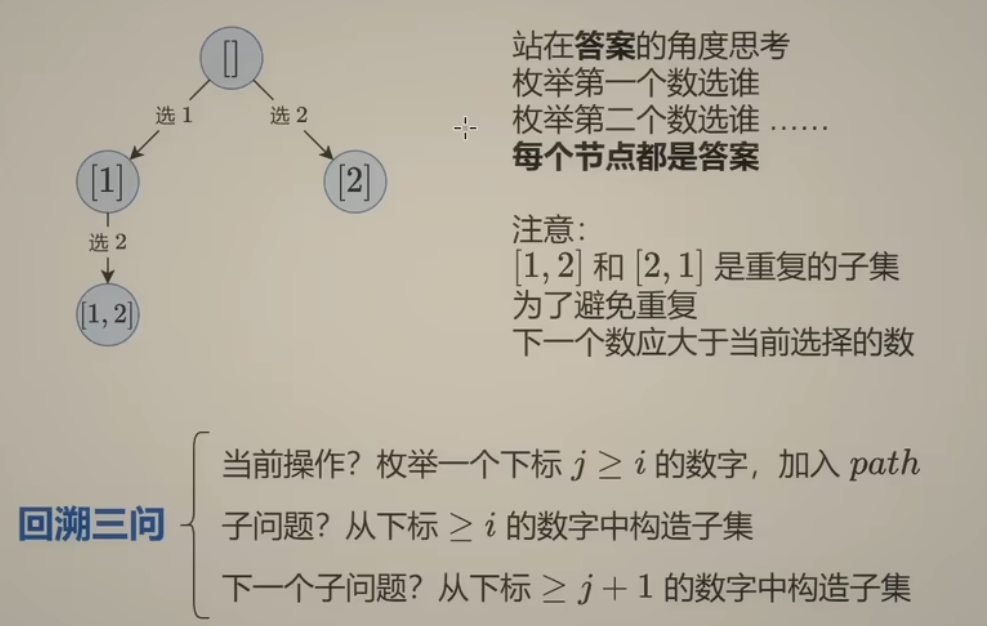 []
选 1
选 2
[1]
[2]
选 2
[1, 2]
站在答案的角度思考
枚举第一个数选谁
枚举第二个数选谁 ……
每个节点都是答案
注意：
[1, 2] 和 [2, 1] 是重复的子集
为了避免重复
下一个数应大于当前选择的数
回溯三问
当前操作？枚举一个下标 j ≥ i 的数字，加入 path
子问题？从下标 ≥ i 的数字中构造子集
下一个子问题？从下标 ≥ j + 1 的数字中构造子集